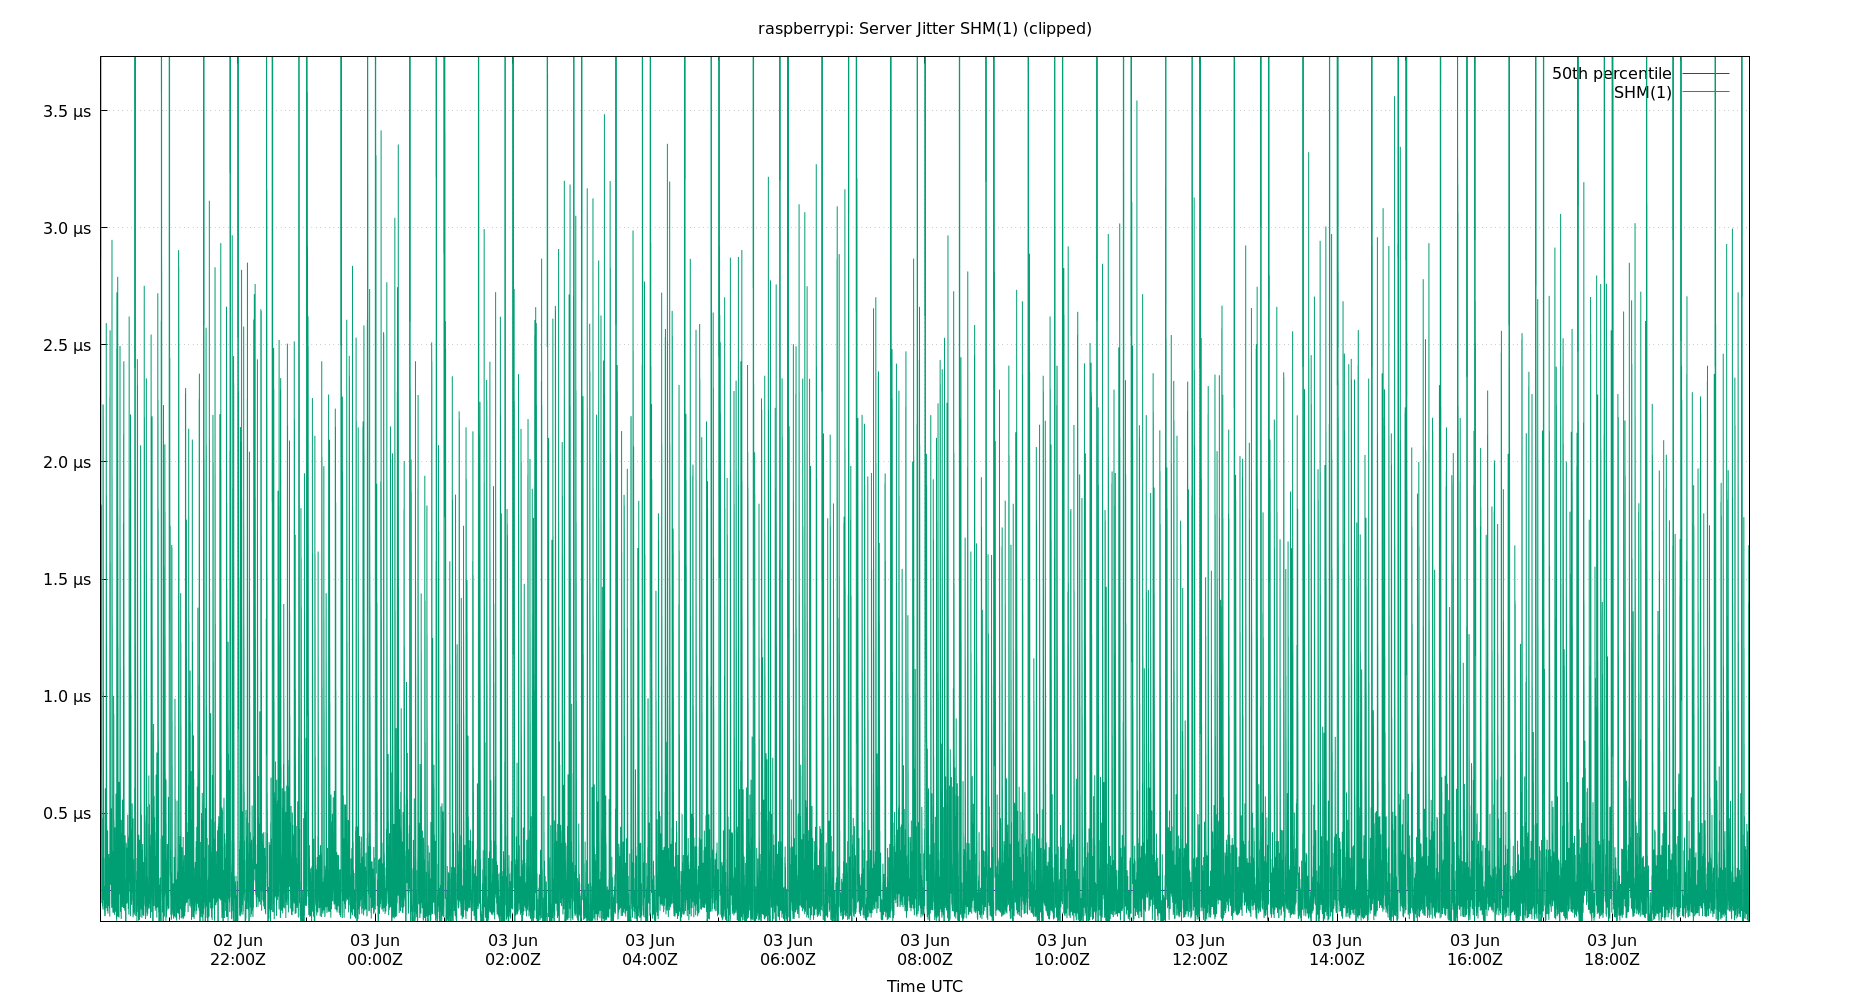 raspberrypi: Server Jitter SHM(1) (clipped)
50th percentile
SHM(1)
3.5 µs
3.0 µs
2.5 µs
2.0 µs
1.5 µs
1.0 µs
0.5 µs
02 Jun 03 Jun 03 Jun 03 Jun 03 Jun 03 Jun 03 Jun 03 Jun 03 Jun 03 Jun 03 Jun
22:00Z 00:00Z 02:00Z 04:00Z 06:00Z 08:00Z 10:00Z 12:00Z 14:00Z 16:00Z 18:00Z
Time UTC